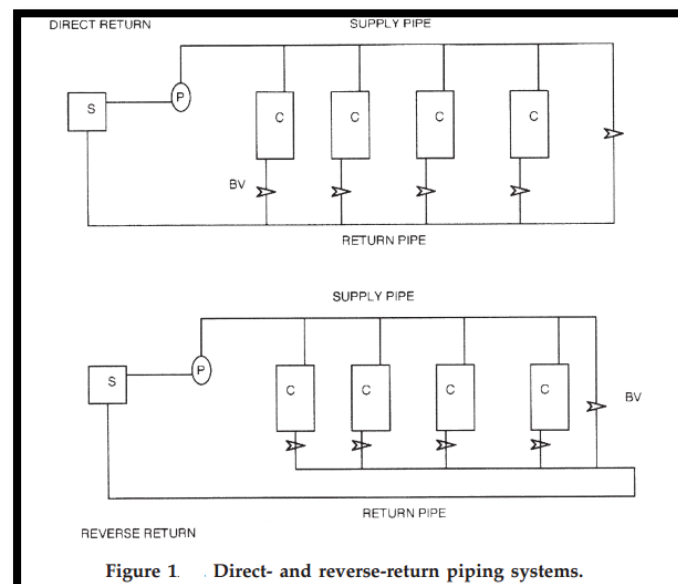 DIRECT RETURN
SUPPLY PIPE
P
S
C C C C
BV
RETURN PIPE
SUPPLY PIPE
P
S
C C C C
BV
RETURN PIPE
REVERSE RETURN
Figure 1. . Direct- and reverse-return piping systems.